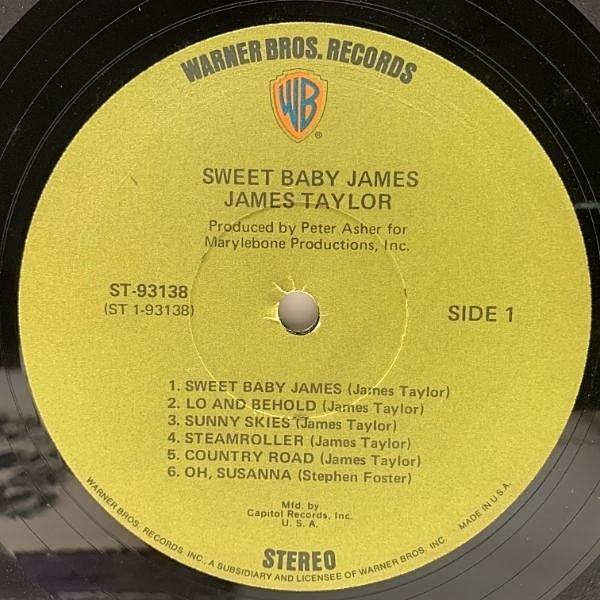 WARNER BROS. RECORDS
WB
®
SWEET BABY JAMES
JAMES TAYLOR
Produced by Peter Asher for
Marylebone Productions, Inc.
ST-93138
(ST 1-93138)
SIDE 1
1. SWEET BABY JAMES (James Taylor)
2. LO AND BEHOLD (James Taylor)
3. SUNNY SKIES (James Taylor)
4. STEAMROLLER (James Taylor)
5. COUNTRY ROAD (James Taylor)
6. OH, SUSANNA (Stephen Foster)
Mfd. by
Capitol Records, Inc.
U. S. A.
STEREO
WARNER BROS. RECORDS INC., A SUBSIDIARY AND LICENSEE OF WARNER BROS. INC. MADE IN U.S.A.